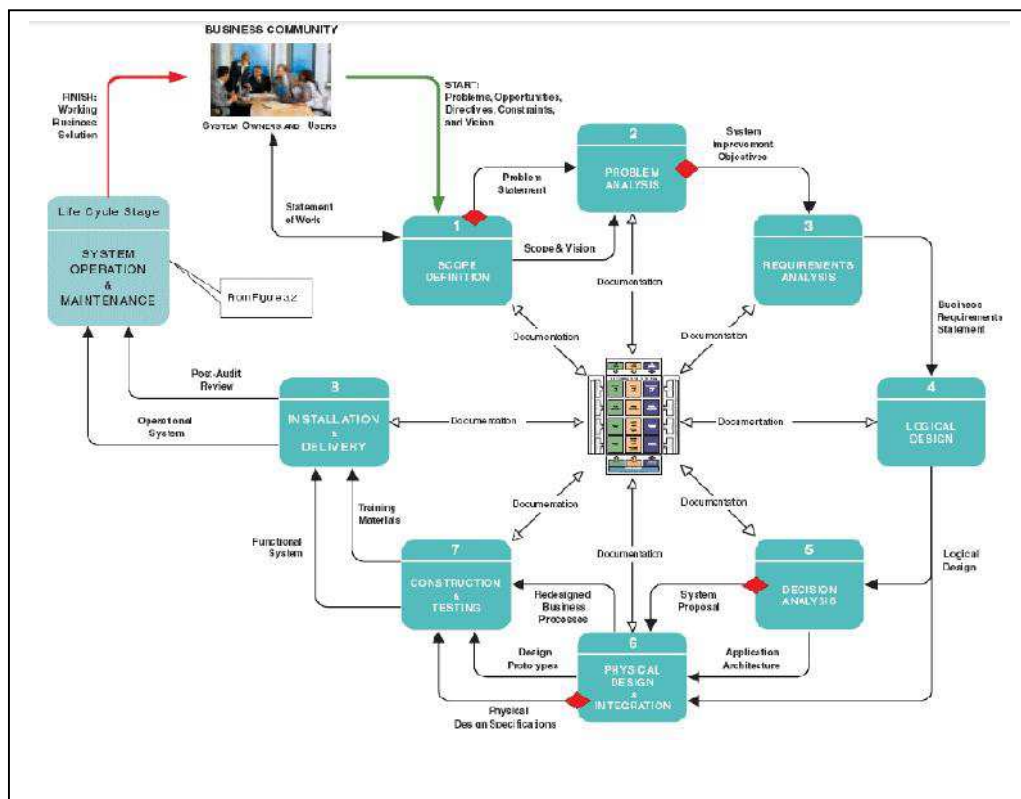 BUSINESS COMMUNITY
SYSTEM OWNERS AND USERS
FINISH:
Working
Business
Solution
START:
Problems, Opportunities,
Directives, Constraints,
and Vision
Statement
of Work
Problem
Statement
Scope & Vision
1
SCOPE
DEFINITION
2
PROBLEM
ANALYSIS
System
Improvement
Objectives
3
REQUIREMENTS
ANALYSIS
Business
Requirements
Statement
Life Cycle Stage
SYSTEM
OPERATION
&
MAINTENANCE
From Figure 3.2
Documentation
Documentation
Documentation
Post-Audit
Review
Operational
System
8
INSTALLATION
&
DELIVERY
Documentation
Documentation
4
LOGICAL
DESIGN
Training
Materials
Functional
System
Documentation
Documentation
Documentation
7
CONSTRUCTION
&
TESTING
Redesigned
Business
Processes
System
Proposal
5
DECISION
ANALYSIS
Logical
Design
Design
Prototypes
6
PHYSICAL
DESIGN
&
INTEGRATION
Application
Architecture
Physical
Design Specifications